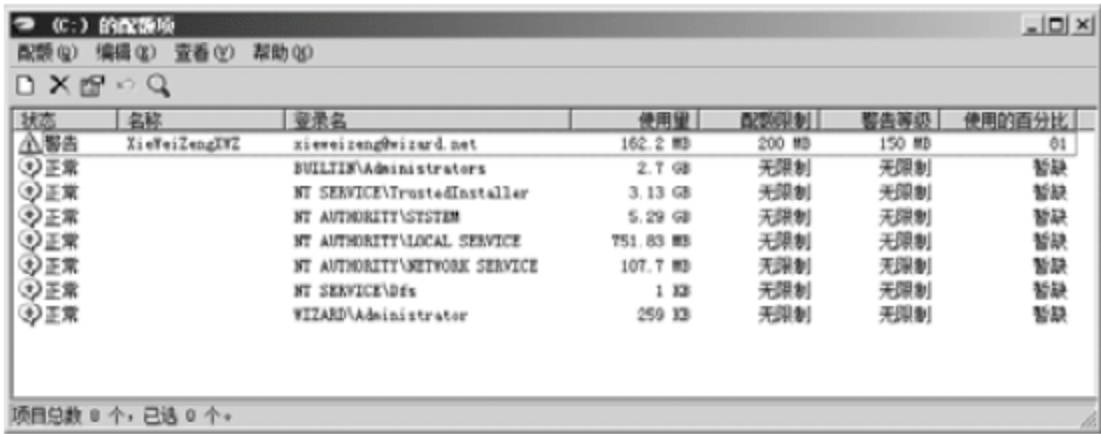 (C:) 的配额项
配额(Q) 编辑(E) 查看(V) 帮助(H)
状态 名称 登录名 使用量 配额限制 警告等级 使用的百分比
警告 XieWeiZengXWZ xieweizeng@wizard.net 162.2 MB 200 MB 150 MB 81
正常 BUILTIN\Administrators 2.7 GB 无限制 无限制 暂缺
正常 NT SERVICE\TrustedInstaller 3.13 GB 无限制 无限制 暂缺
正常 NT AUTHORITY\SYSTEM 5.29 GB 无限制 无限制 暂缺
正常 NT AUTHORITY\LOCAL SERVICE 751.83 MB 无限制 无限制 暂缺
正常 NT AUTHORITY\NETWORK SERVICE 107.7 MB 无限制 无限制 暂缺
正常 NT SERVICE\Dfs 1 KB 无限制 无限制 暂缺
正常 WIZARD\Administrator 259 KB 无限制 无限制 暂缺
项目总数 8 个，已选 0 个。